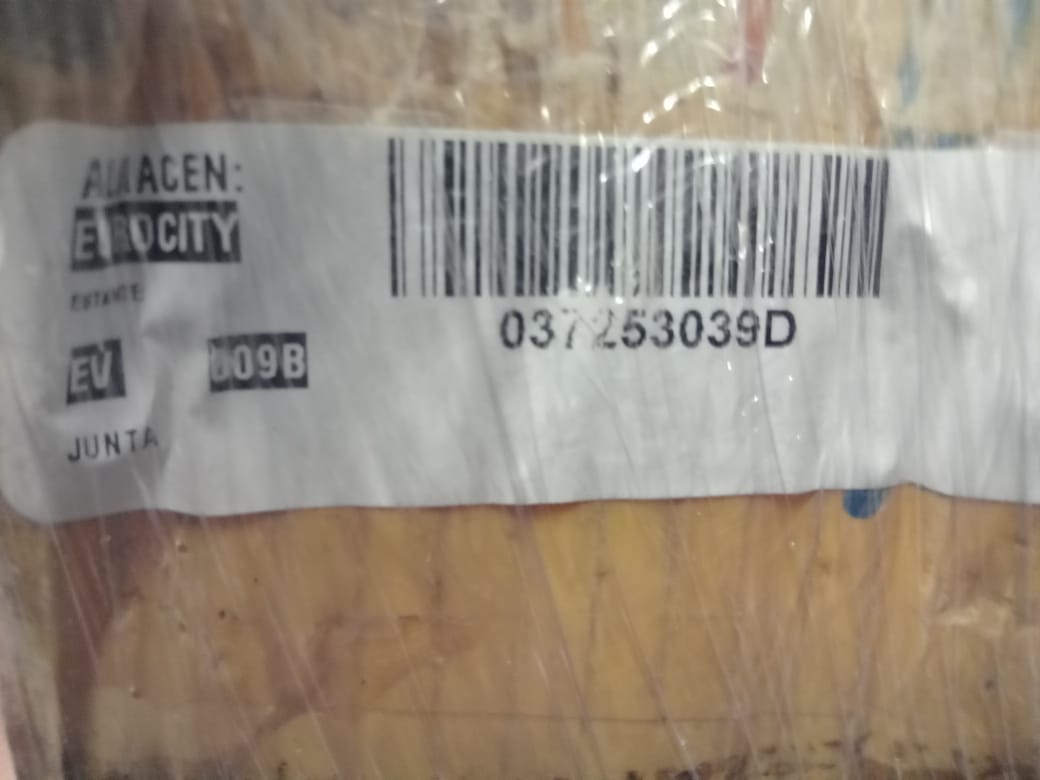 ALMACEN:
EUROCITY
037253039D
ESTANTE
EV 009B
JUNTA